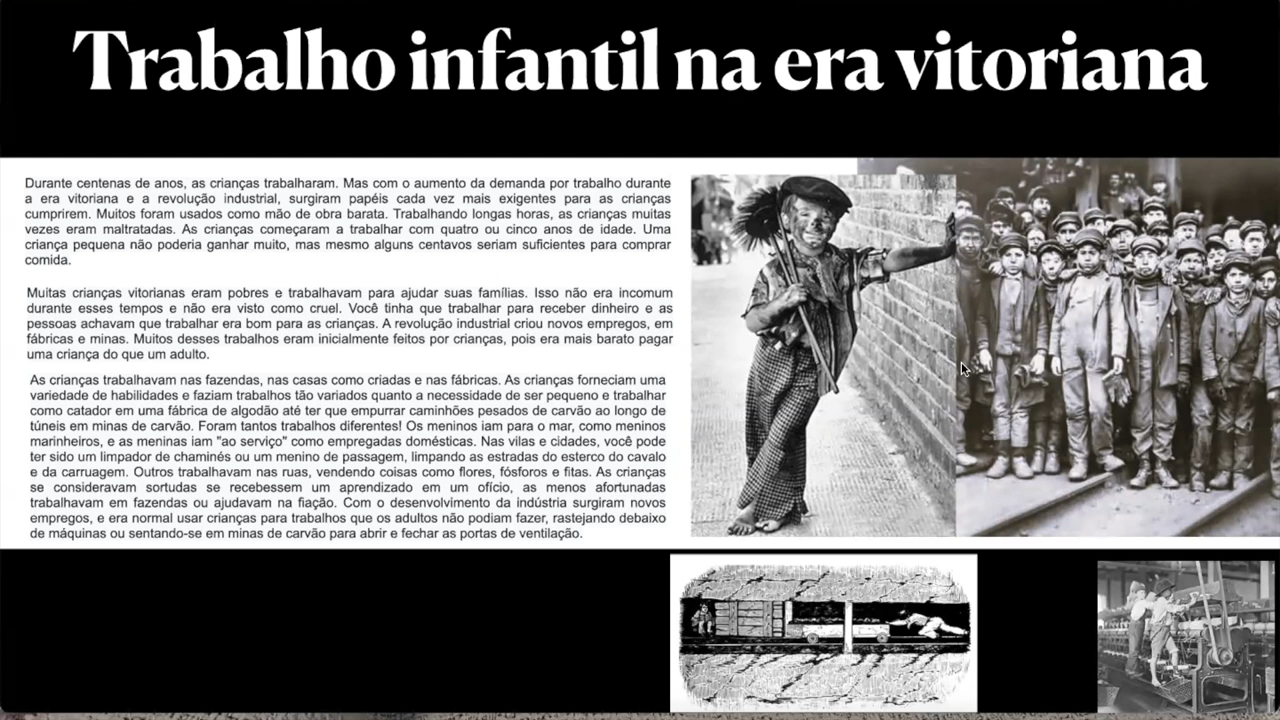 Trabalho infantil na era vitoriana
Durante centenas de anos, as crianças trabalharam. Mas com o aumento da demanda por trabalho durante
a era vitoriana e a revolução industrial, surgiram papéis cada vez mais exigentes para as crianças
cumprirem. Muitos foram usados como mão de obra barata. Trabalhando longas horas, as crianças muitas
vezes eram maltratadas. As crianças começaram a trabalhar com quatro ou cinco anos de idade. Uma
criança pequena não poderia ganhar muito, mas mesmo alguns centavos seriam suficientes para comprar
comida.
Muitas crianças vitorianas eram pobres e trabalhavam para ajudar suas famílias. Isso não era incomum
durante esses tempos e não era visto como cruel. Você tinha que trabalhar para receber dinheiro e as
pessoas achavam que trabalhar era bom para as crianças. A revolução industrial criou novos empregos, em
fábricas e minas. Muitos desses trabalhos eram inicialmente feitos por crianças, pois era mais barato pagar
uma criança do que um adulto.
As crianças trabalhavam nas fazendas, nas casas como criadas e nas fábricas. As crianças forneciam uma
variedade de habilidades e faziam trabalhos tão variados quanto a necessidade de ser pequeno e trabalhar
como catador em uma fábrica de algodão até ter que empurrar caminhões pesados de carvão ao longo de
túneis em minas de carvão. Foram tantos trabalhos diferentes! Os meninos iam para o mar, como meninos
marinheiros, e as meninas iam "ao serviço" como empregadas domésticas. Nas vilas e cidades, você pode
ter sido um limpador de chaminés ou um menino de passagem, limpando as estradas do esterco do cavalo
e da carruagem. Outros trabalhavam nas ruas, vendendo coisas como flores, fósforos e fitas. As crianças
se consideravam sortudas se recebessem um aprendizado em um ofício, as menos afortunadas
trabalhavam em fazendas ou ajudavam na fiação. Com o desenvolvimento da indústria surgiram novos
empregos, e era normal usar crianças para trabalhos que os adultos não podiam fazer, rastejando debaixo
de máquinas ou sentando-se em minas de carvão para abrir e fechar as portas de ventilação.